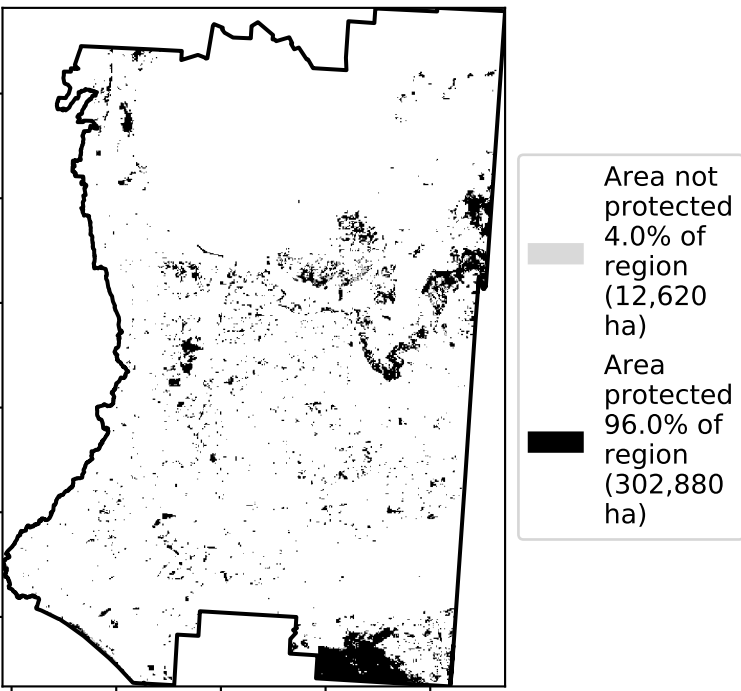 Area not
protected
4.0% of
region
(12,620
ha)
Area
protected
96.0% of
region
(302,880
ha)